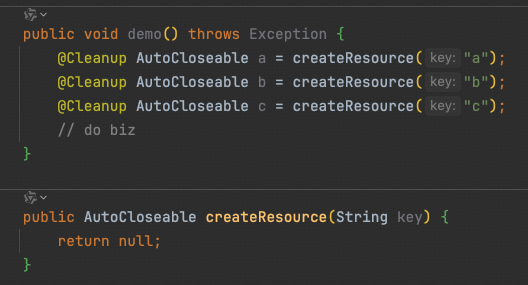 public void demo() throws Exception {
    @Cleanup AutoCloseable a = createResource( key: "a");
    @Cleanup AutoCloseable b = createResource( key: "b");
    @Cleanup AutoCloseable c = createResource( key: "c");
    // do biz
}
public AutoCloseable createResource(String key) {
    return null;
}